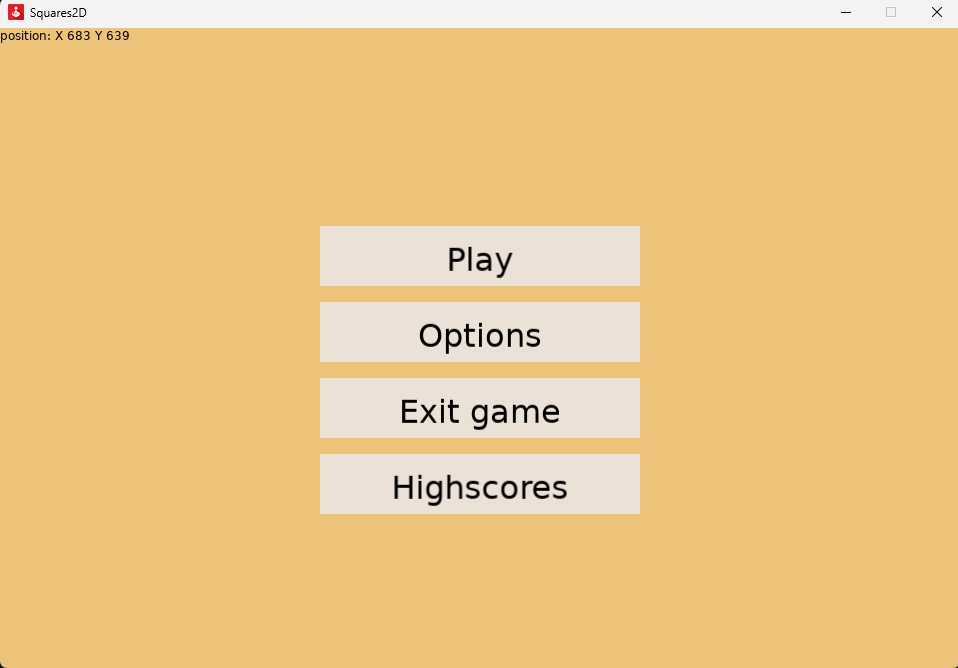 Squares2D
position: X 683 Y 639
Play
Options
Exit game
Highscores